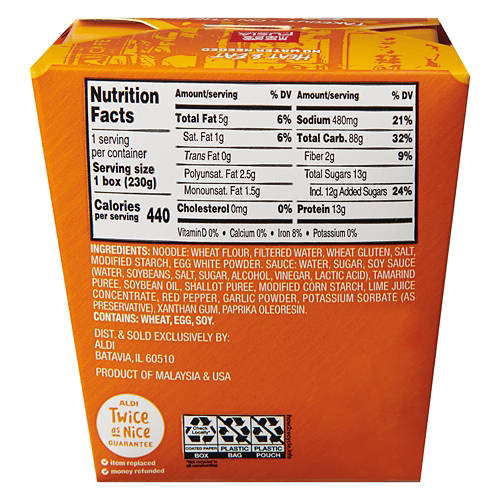 HEAT & EAT
NO WATER NEEDED
Nutrition
Facts
1 serving
per container
Serving size
1 box (230g)
Calories
per serving 440
Amount/serving % DV
Total Fat 5g 6%
Sat. Fat 1g 6%
Trans Fat 0g
Polyunsat. Fat 2.5g
Monounsat. Fat 1.5g
Cholesterol 0mg 0%
Amount/serving % DV
Sodium 480mg 21%
Total Carb. 88g 32%
Fiber 2g 9%
Total Sugars 13g
Incl. 12g Added Sugars 24%
Protein 13g
Vitamin D 0% • Calcium 0% • Iron 8% • Potassium 0%
INGREDIENTS: NOODLE: WHEAT FLOUR, FILTERED WATER, WHEAT GLUTEN, SALT,
MODIFIED STARCH, EGG WHITE POWDER. SAUCE: WATER, SUGAR, SOY SAUCE
(WATER, SOYBEANS, SALT, SUGAR, ALCOHOL, VINEGAR, LACTIC ACID), TAMARIND
PUREE, SOYBEAN OIL, SHALLOT PUREE, MODIFIED CORN STARCH, LIME JUICE
CONCENTRATE, RED PEPPER, GARLIC POWDER, POTASSIUM SORBATE (AS
PRESERVATIVE), XANTHAN GUM, PAPRIKA OLEORESIN.
CONTAINS: WHEAT, EGG, SOY.
DIST. & SOLD EXCLUSIVELY BY:
ALDI
BATAVIA, IL 60510
PRODUCT OF MALAYSIA & USA
ALDI
Twice
as Nice
GUARANTEE
item replaced
money refunded
Check
Locally*
COATED PAPER
BOX
PLASTIC
BAG
PLASTIC
POUCH
*Not recycled in
all communities
how2recycle.info